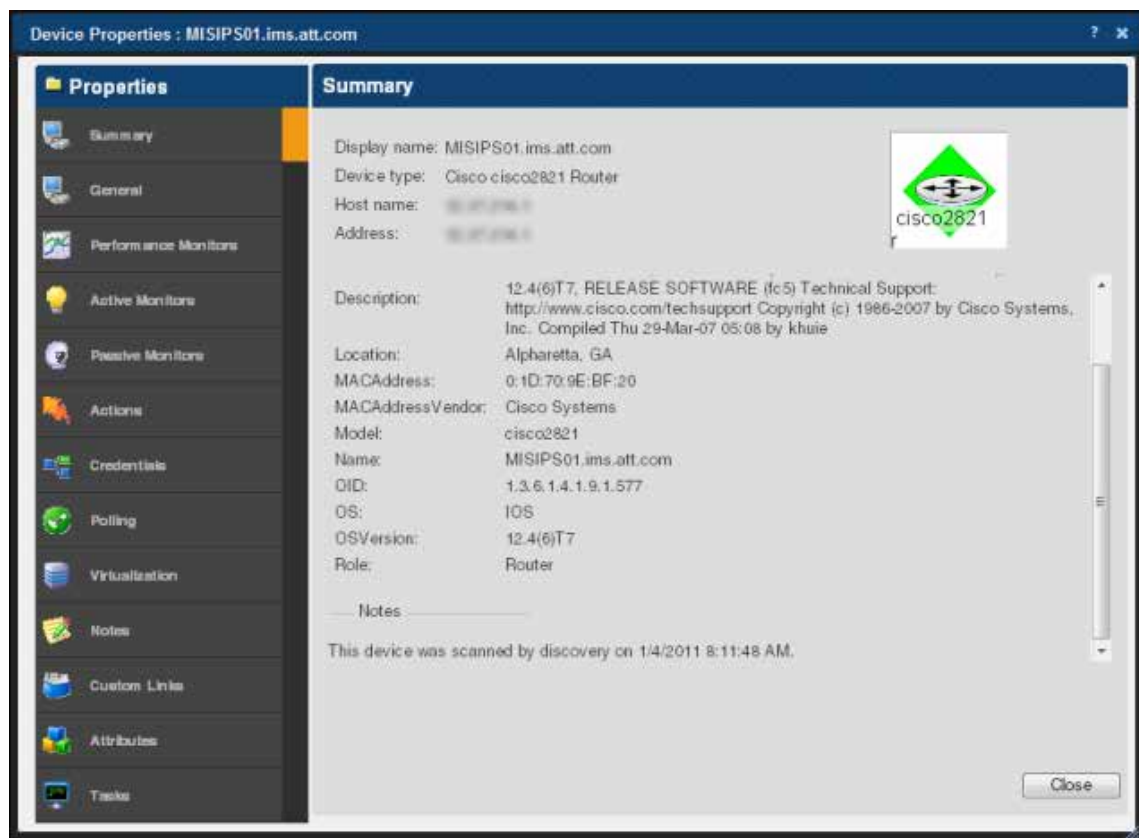 Device Properties : MISIPS01.ims.att.com
? x
Properties
Summary
General
Performance Monitors
Active Monitors
Passive Monitors
Actions
Credentials
Polling
Virtualization
Notes
Custom Links
Attributes
Tasks
Summary
Display name: MISIPS01.ims.att.com
Device type: Cisco cisco2821 Router
Host name:
Address:
cisco2821
r
Description: 12.4(6)T7, RELEASE SOFTWARE (fc5) Technical Support:
http://www.cisco.com/techsupport Copyright (c) 1986-2007 by Cisco Systems,
Inc. Compiled Thu 29-Mar-07 05:08 by khuie
Location: Alpharetta, GA
MACAddress: 0:1D:70:9E:BF:20
MACAddressVendor: Cisco Systems
Model: cisco2821
Name: MISIPS01.ims.att.com
OID: 1.3.6.1.4.1.9.1.577
OS: IOS
OSVersion: 12.4(6)T7
Role: Router
Notes
This device was scanned by discovery on 1/4/2011 8:11:48 AM.
Close